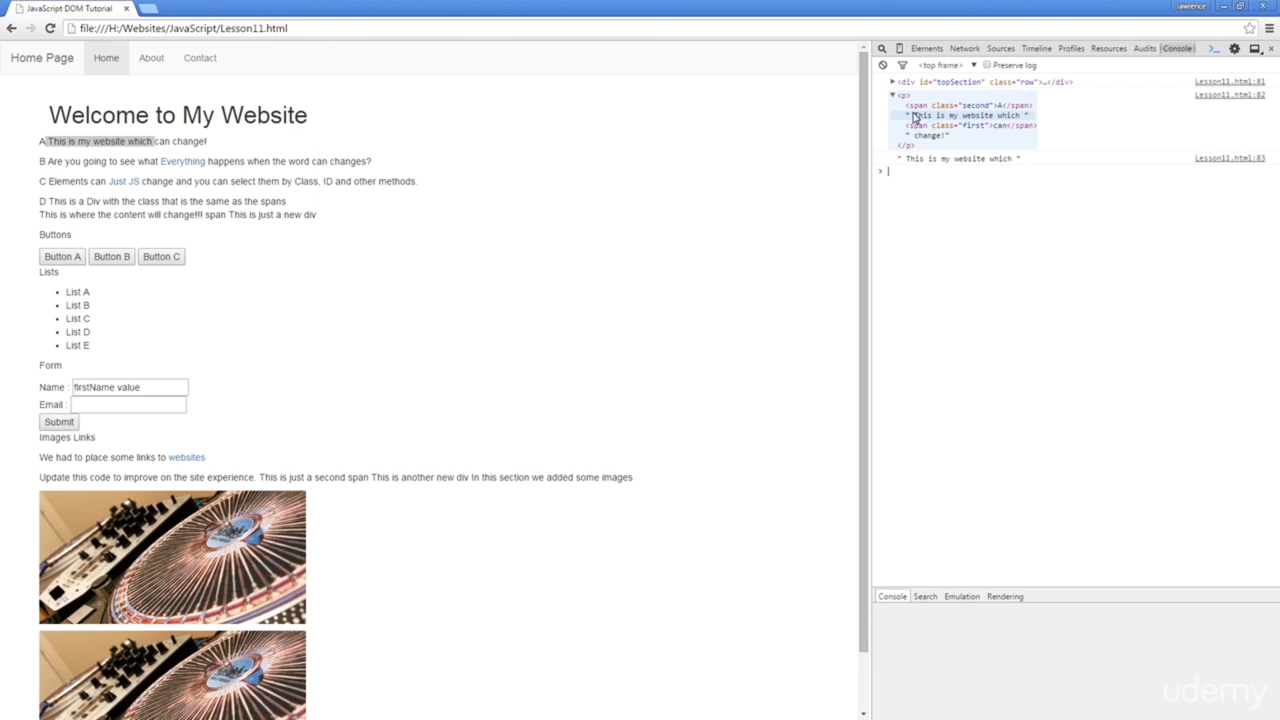 JavaScript DOM Tutorial
lawrence
file:///H:/Websites/JavaScript/Lesson11.html
Home Page Home About Contact
Welcome to My Website
A This is my website which can change!
B Are you going to see what Everything happens when the word can changes?
C Elements can Just JS change and you can select them by Class, ID and other methods.
D This is a Div with the class that is the same as the spans
This is where the content will change!!! span This is just a new div
Buttons
Button A Button B Button C
Lists
• List A
• List B
• List C
• List D
• List E
Form
Name : firstName value
Email :
Submit
Images Links
We had to place some links to websites
Update this code to improve on the site experience. This is just a second span This is another new div In this section we added some images
Elements Network Sources Timeline Profiles Resources Audits Console
<top frame> ▼ Preserve log
▶ <div id="topSection" class="row">…</div> Lesson11.html:81
▼ <p> Lesson11.html:82
<span class="second">A</span>
" This is my website which "
<span class="first">can</span>
" change!"
</p>
" This is my website which " Lesson11.html:83
>
Console Search Emulation Rendering
udemy